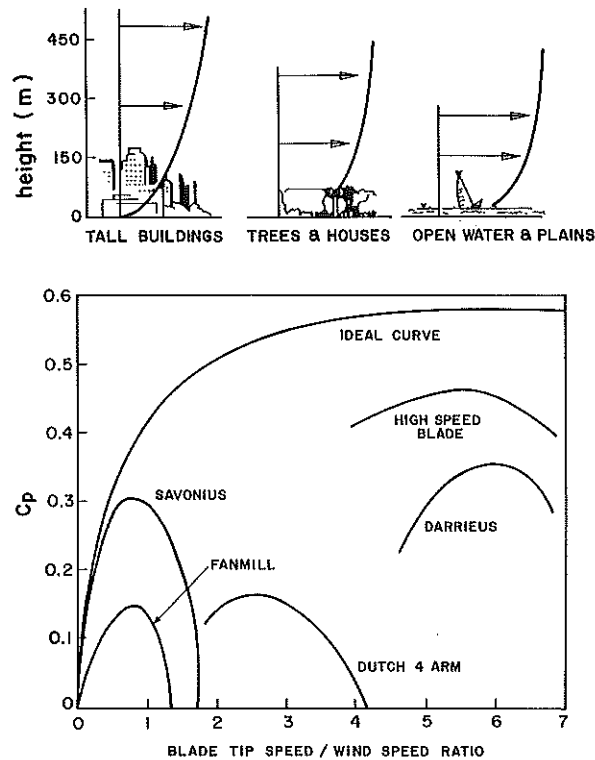 height (m)
450
300
150
0
TALL BUILDINGS
TREES & HOUSES
OPEN WATER & PLAINS
0.6
0.5
0.4
0.3
0.2
0.1
0
Cp
IDEAL CURVE
HIGH SPEED
BLADE
SAVONIUS
DARRIEUS
FANMILL
DUTCH 4 ARM
0 1 2 3 4 5 6 7
BLADE TIP SPEED / WIND SPEED RATIO